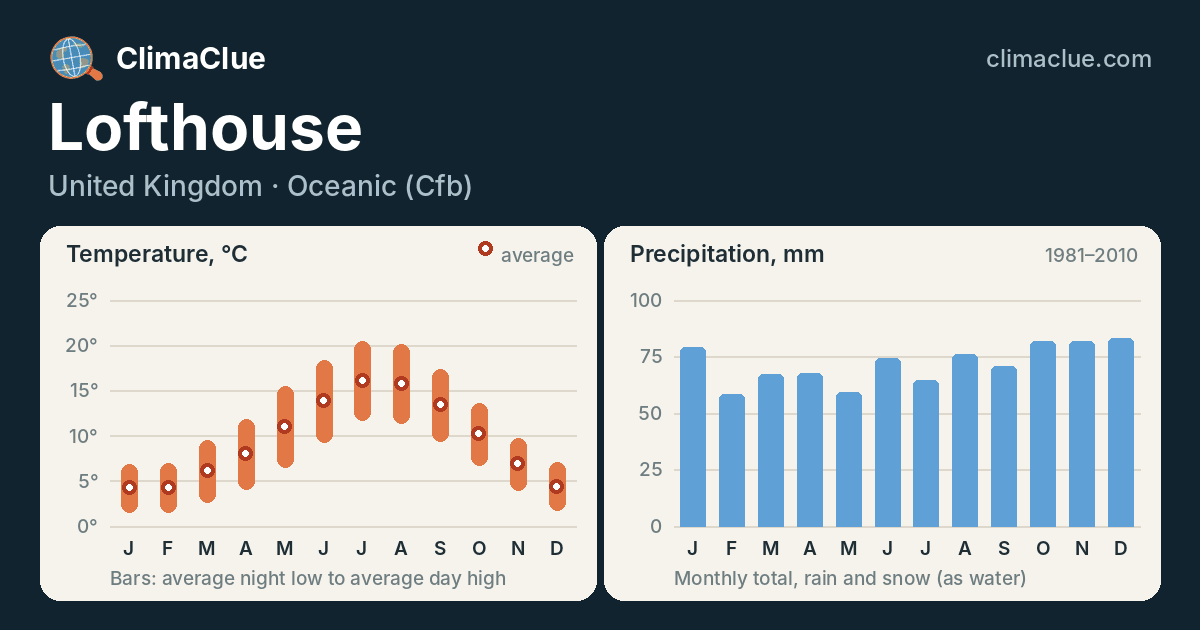 ClimaClue
climaclue.com
Lofthouse
United Kingdom · Oceanic (Cfb)
Temperature, °C
average
25°
20°
15°
10°
5°
0°
J F M A M J J A S O N D
Bars: average night low to average day high
Precipitation, mm
1981–2010
100
75
50
25
0
J F M A M J J A S O N D
Monthly total, rain and snow (as water)